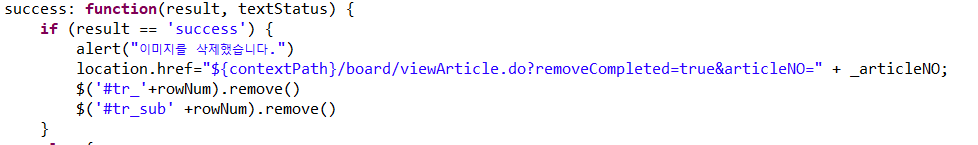 success: function(result, textStatus) {
if (result == 'success') {
alert("이미지를 삭제했습니다.")
location.href="${contextPath}/board/viewArticle.do?removeCompleted=true&articleNO=" + _articleNO;
$('#tr_'+rowNum).remove()
$('#tr_sub' +rowNum).remove()
}